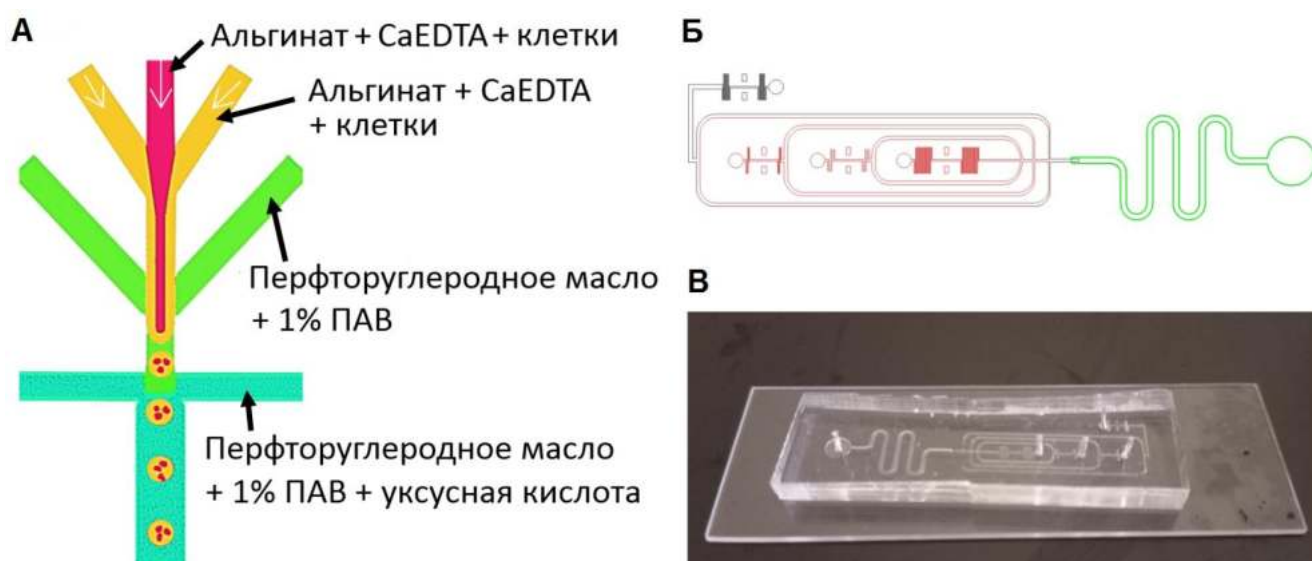 А
Альгинат + CaEDTA + клетки
Альгинат + CaEDTA
+ клетки
Перфторуглеродное масло
+ 1% ПАВ
Перфторуглеродное масло
+ 1% ПАВ + уксусная кислота
Б
В